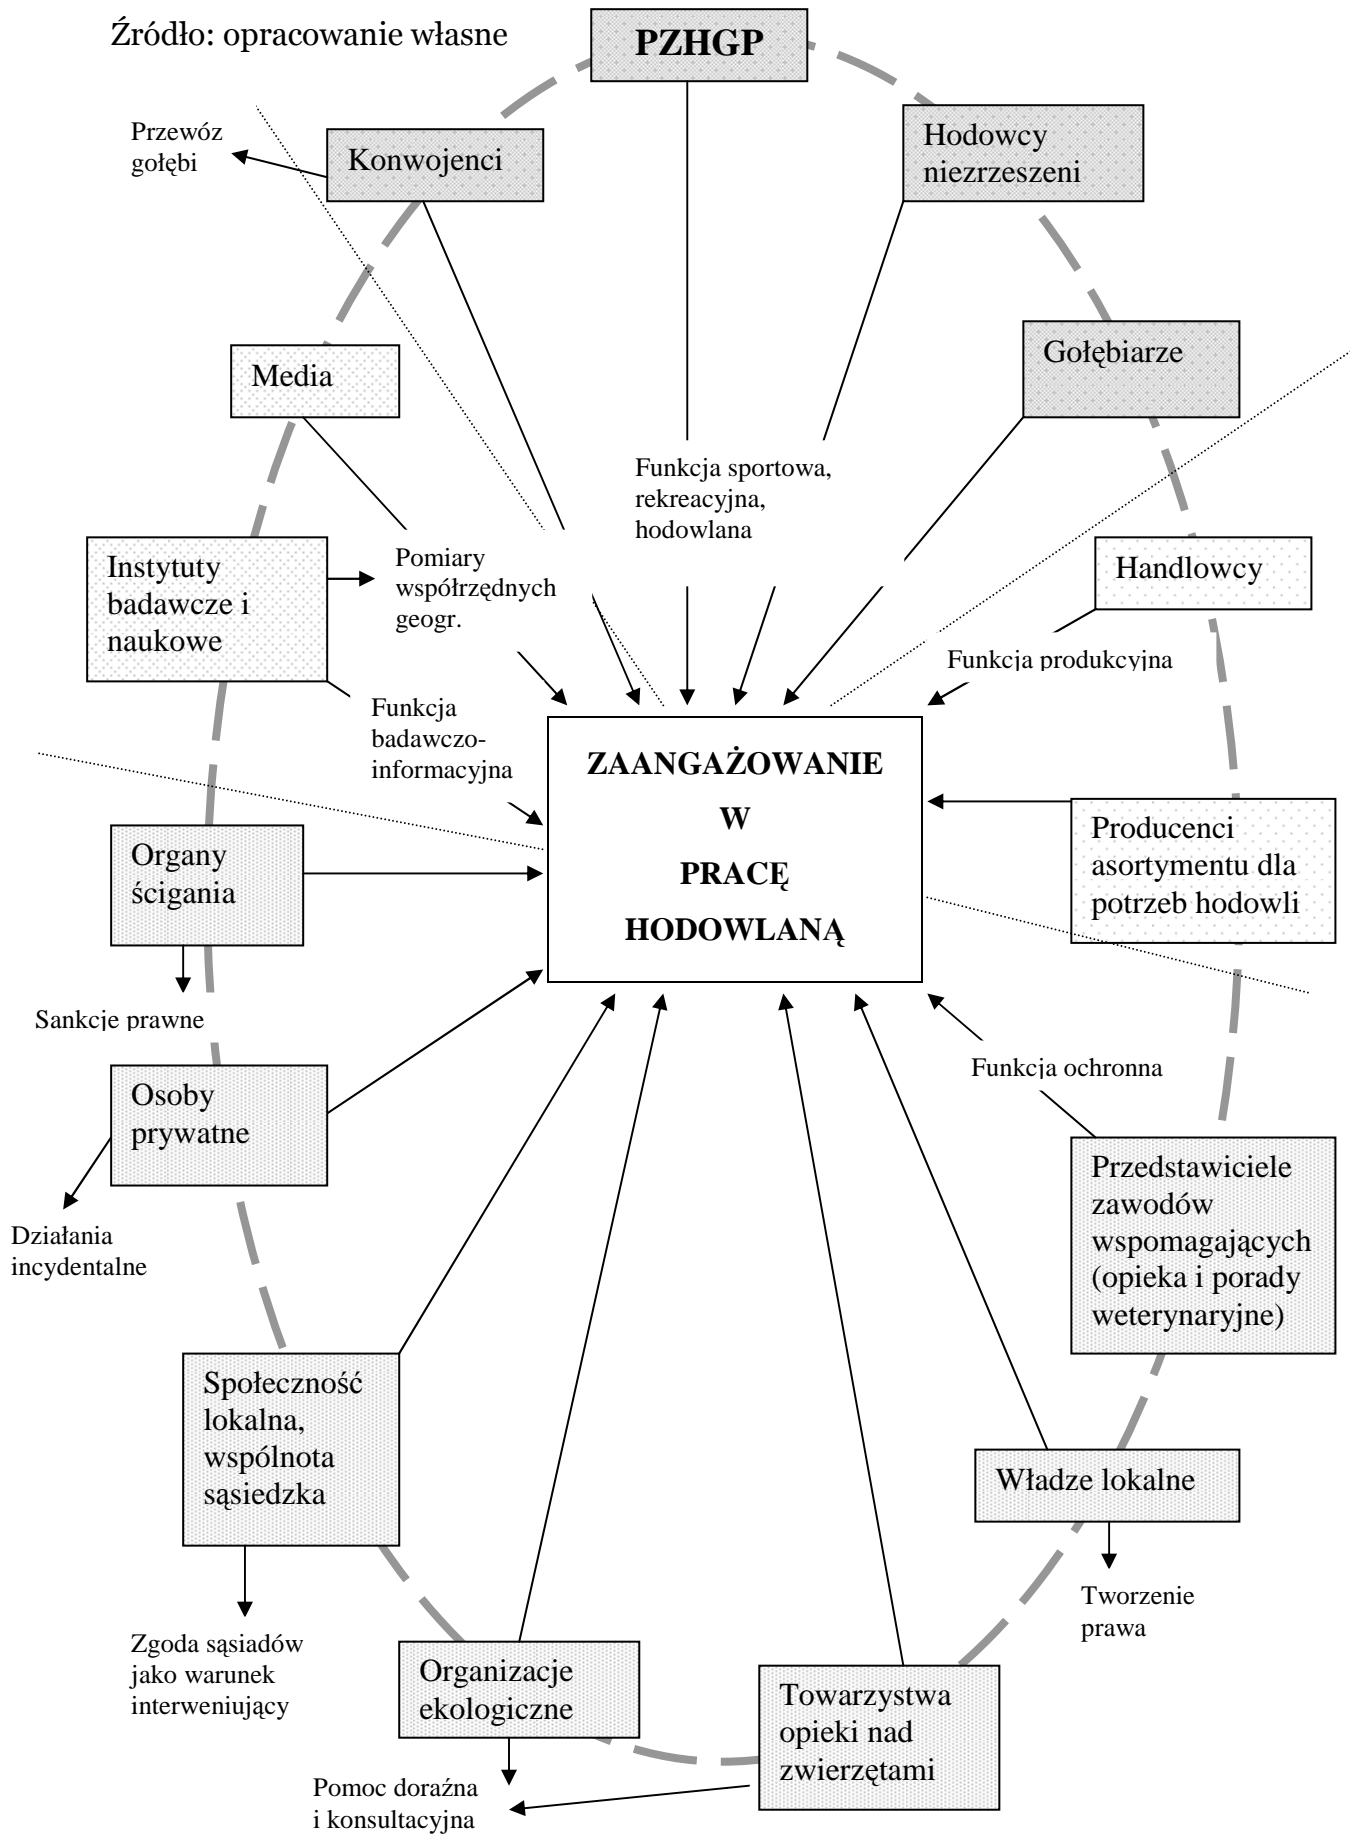 Źródło: opracowanie własne
PZHGP
Przewóz
gołębi
Konwojenci
Hodowcy
niezrzeszeni
Media
Gołębiarze
Funkcja sportowa,
rekreacyjna,
hodowlana
Instytuty
badawcze i
naukowe
Pomiary
współrzędnych
geogr.
Handlowcy
Funkcja produkcyjna
Funkcja
badawczo-
informacyjna
ZAANGAŻOWANIE
W
PRACĘ
HODOWLANĄ
Producenci
asortymentu dla
potrzeb hodowli
Organy
ścigania
Sankcje prawne
Funkcja ochronna
Osoby
prywatne
Działania
incydentalne
Przedstawiciele
zawodów
wspomagających
(opieka i porady
weterynaryjne)
Społeczność
lokalna,
wspólnota
sąsiedzka
Władze lokalne
Tworzenie
prawa
Zgoda sąsiadów
jako warunek
interweniujący
Organizacje
ekologiczne
Towarzystwa
opieki nad
zwierzętami
Pomoc doraźna
i konsultacyjna